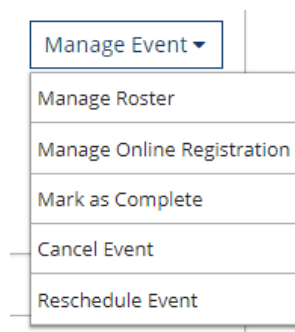 Manage Event
Manage Roster
Manage Online Registration
Mark as Complete
Cancel Event
Reschedule Event